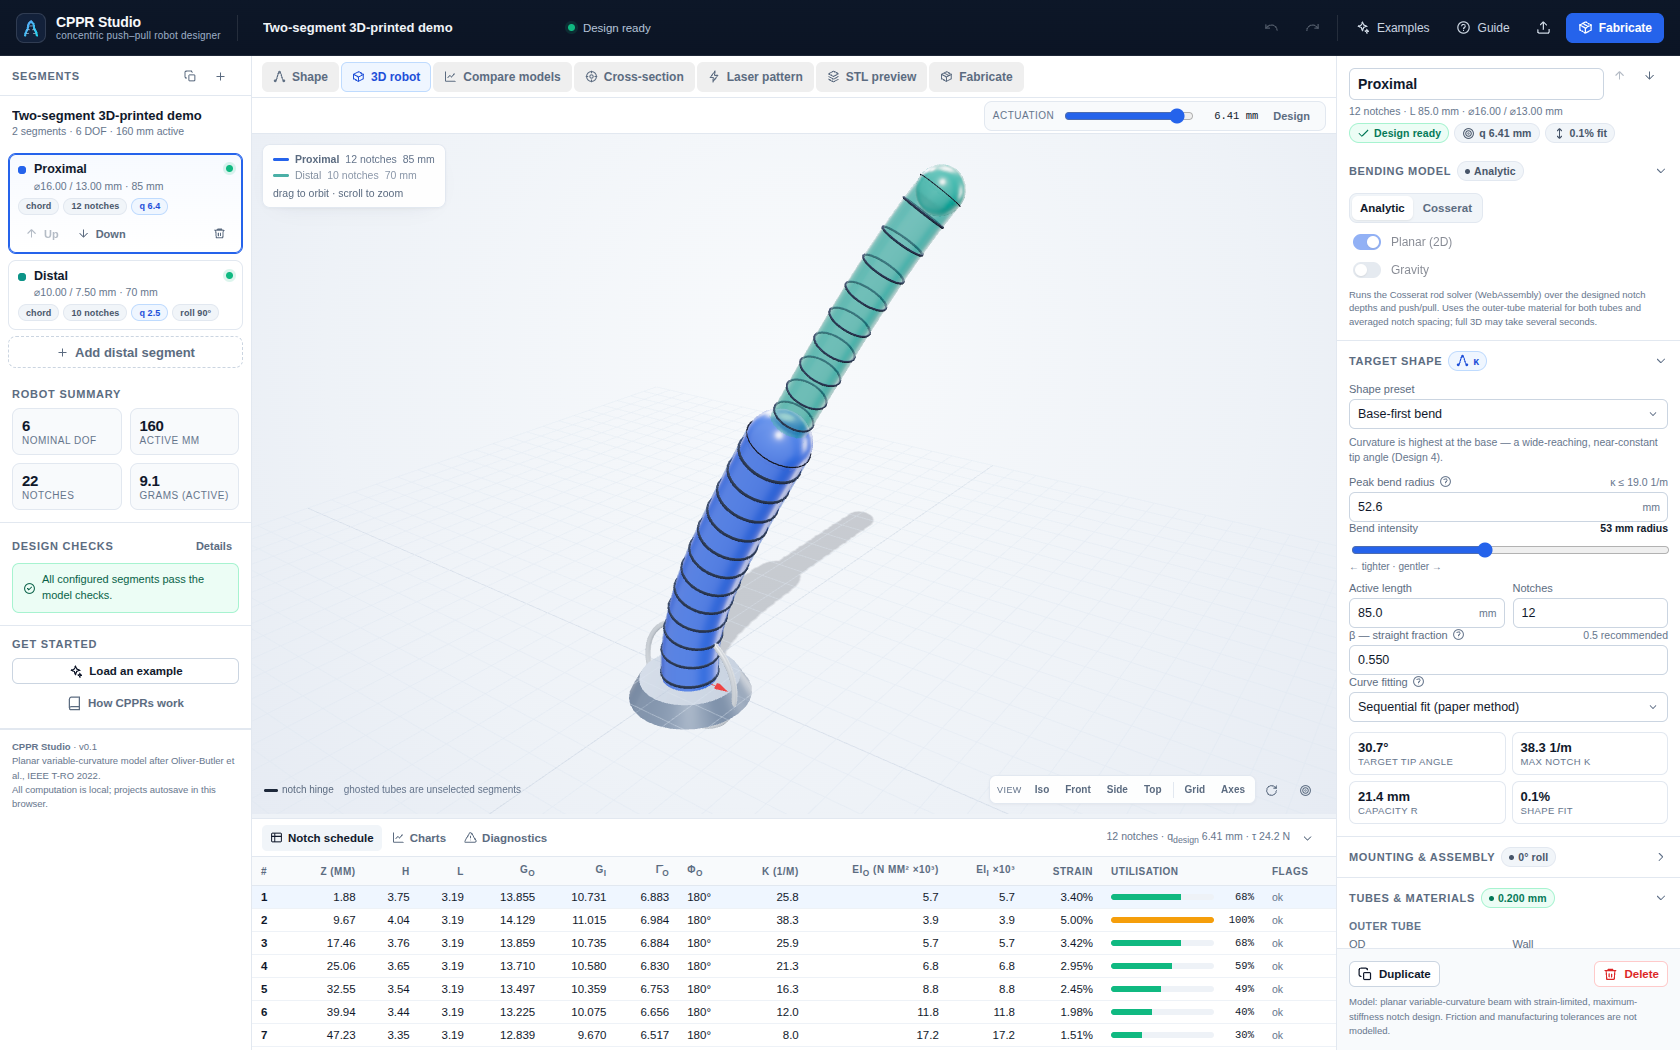 CPPR Studio
concentric push–pull robot designer
Two-segment 3D-printed demo
Design ready
Examples
Guide
Fabricate
SEGMENTS
Two-segment 3D-printed demo
2 segments · 6 DOF · 160 mm active
Proximal
⌀16.00 / 13.00 mm · 85 mm
chord 12 notches q 6.4
Up Down
Distal
⌀10.00 / 7.50 mm · 70 mm
chord 10 notches q 2.5 roll 90°
Add distal segment
ROBOT SUMMARY
6
NOMINAL DOF
160
ACTIVE MM
22
NOTCHES
9.1
GRAMS (ACTIVE)
DESIGN CHECKS Details
All configured segments pass the
model checks.
GET STARTED
Load an example
How CPPRs work
CPPR Studio · v0.1
Planar variable-curvature model after Oliver-Butler et
al., IEEE T-RO 2022.
All computation is local; projects autosave in this
browser.
Shape 3D robot Compare models Cross-section Laser pattern STL preview Fabricate
ACTUATION 6.41 mm Design
Proximal 12 notches 85 mm
Distal 10 notches 70 mm
drag to orbit · scroll to zoom
notch hinge ghosted tubes are unselected segments
VIEW Iso Front Side Top Grid Axes
Notch schedule Charts Diagnostics
12 notches · qdesign 6.41 mm · τ 24.2 N
# Z (MM) H L GO GI Γ̅O ΦO Κ (1/M) EIO (N MM² ×10³) EII ×10³ STRAIN UTILISATION FLAGS
1 1.88 3.75 3.19 13.855 10.731 6.883 180° 25.8 5.7 5.7 3.40% 68% ok
2 9.67 4.04 3.19 14.129 11.015 6.984 180° 38.3 3.9 3.9 5.00% 100% ok
3 17.46 3.76 3.19 13.859 10.735 6.884 180° 25.9 5.7 5.7 3.42% 68% ok
4 25.06 3.65 3.19 13.710 10.580 6.830 180° 21.3 6.8 6.8 2.95% 59% ok
5 32.55 3.54 3.19 13.497 10.359 6.753 180° 16.3 8.8 8.8 2.45% 49% ok
6 39.94 3.44 3.19 13.225 10.075 6.656 180° 12.0 11.8 11.8 1.98% 40% ok
7 47.23 3.35 3.19 12.839 9.670 6.517 180° 8.0 17.2 17.2 1.51% 30% ok
Proximal
12 notches · L 85.0 mm · ⌀16.00 / ⌀13.00 mm
Design ready q 6.41 mm 0.1% fit
BENDING MODEL Analytic
Analytic Cosserat
Planar (2D)
Gravity
Runs the Cosserat rod solver (WebAssembly) over the designed notch
depths and push/pull. Uses the outer-tube material for both tubes and
averaged notch spacing; full 3D may take several seconds.
TARGET SHAPE κ
Shape preset
Base-first bend
Curvature is highest at the base — a wide-reaching, near-constant
tip angle (Design 4).
Peak bend radius κ ≤ 19.0 1/m
52.6 mm
Bend intensity 53 mm radius
← tighter · gentler →
Active length Notches
85.0 mm 12
β — straight fraction 0.5 recommended
0.550
Curve fitting
Sequential fit (paper method)
30.7°
TARGET TIP ANGLE
38.3 1/m
MAX NOTCH Κ
21.4 mm
CAPACITY R
0.1%
SHAPE FIT
MOUNTING & ASSEMBLY 0° roll
TUBES & MATERIALS 0.200 mm
OUTER TUBE
OD Wall
Duplicate Delete
Model: planar variable-curvature beam with strain-limited, maximum-
stiffness notch design. Friction and manufacturing tolerances are not
modelled.